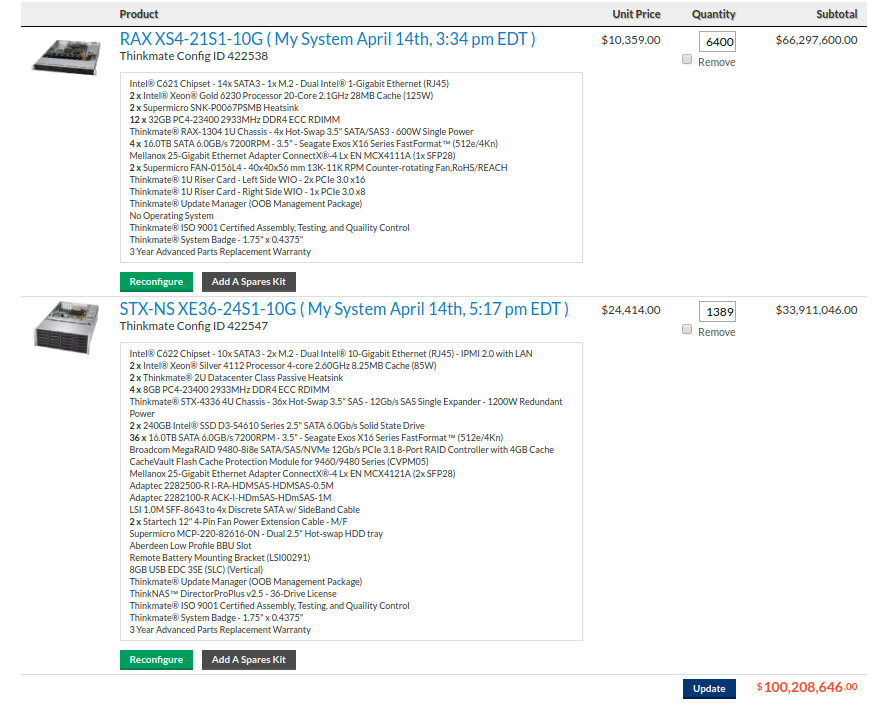 Product Unit Price Quantity Subtotal
RAX XS4-21S1-10G ( My System April 14th, 3:34 pm EDT ) $10,359.00 6400 $66,297,600.00
Thinkmate Config ID 422538 Remove
Intel® C621 Chipset - 14x SATA3 - 1x M.2 - Dual Intel® 1-Gigabit Ethernet (RJ45)
2 x Intel® Xeon® Gold 6230 Processor 20-Core 2.1GHz 28MB Cache (125W)
2 x Supermicro SNK-P0067PSMB Heatsink
12 x 32GB PC4-23400 2933MHz DDR4 ECC RDIMM
Thinkmate® RAX-1304 1U Chassis - 4x Hot-Swap 3.5" SATA/SAS3 - 600W Single Power
4 x 16.0TB SATA 6.0GB/s 7200RPM - 3.5" - Seagate Exos X16 Series FastFormat™ (512e/4Kn)
Mellanox 25-Gigabit Ethernet Adapter ConnectX®-4 Lx EN MCX4111A (1x SFP28)
2 x Supermicro FAN-0156L4 - 40x40x56 mm 13K-11K RPM Counter-rotating Fan,RoHS/REACH
Thinkmate® 1U Riser Card - Left Side WIO - 2x PCIe 3.0 x16
Thinkmate® 1U Riser Card - Right Side WIO - 1x PCIe 3.0 x8
Thinkmate® Update Manager (OOB Management Package)
No Operating System
Thinkmate® ISO 9001 Certified Assembly, Testing, and Quaility Control
Thinkmate® System Badge - 1.75" x 0.4375"
3 Year Advanced Parts Replacement Warranty
Reconfigure Add A Spares Kit
STX-NS XE36-24S1-10G ( My System April 14th, 5:17 pm EDT ) $24,414.00 1389 $33,911,046.00
Thinkmate Config ID 422547 Remove
Intel® C622 Chipset - 10x SATA3 - 2x M.2 - Dual Intel® 10-Gigabit Ethernet (RJ45) - IPMI 2.0 with LAN
2 x Intel® Xeon® Silver 4112 Processor 4-core 2.60GHz 8.25MB Cache (85W)
2 x Thinkmate® 2U Datacenter Class Passive Heatsink
4 x 8GB PC4-23400 2933MHz DDR4 ECC RDIMM
Thinkmate® STX-4336 4U Chassis - 36x Hot-Swap 3.5" SAS - 12Gb/s SAS Single Expander - 1200W Redundant
Power
2 x 240GB Intel® SSD D3-S4610 Series 2.5" SATA 6.0Gb/s Solid State Drive
36 x 16.0TB SATA 6.0GB/s 7200RPM - 3.5" - Seagate Exos X16 Series FastFormat™ (512e/4Kn)
Broadcom MegaRAID 9480-8i8e SATA/SAS/NVMe 12Gb/s PCIe 3.1 8-Port RAID Controller with 4GB Cache
CacheVault Flash Cache Protection Module for 9460/9480 Series (CVPM05)
Mellanox 25-Gigabit Ethernet Adapter ConnectX®-4 Lx EN MCX4121A (2x SFP28)
Adaptec 2282500-R I-RA-HDMSAS-HDMSAS-0.5M
Adaptec 2282100-R ACK-I-HDmSAS-HDmSAS-1M
LSI 1.0M SFF-8643 to 4x Discrete SATA w/ SideBand Cable
2 x Startech 12" 4-Pin Fan Power Extension Cable - M/F
Supermicro MCP-220-82616-0N - Dual 2.5" Hot-swap HDD tray
Aberdeen Low Profile BBU Slot
Remote Battery Mounting Bracket (LSI00291)
8GB USB EDC 3SE (SLC) (Vertical)
Thinkmate® Update Manager (OOB Management Package)
ThinkNAS™ DirectorProPlus v2.5 - 36-Drive License
Thinkmate® ISO 9001 Certified Assembly, Testing, and Quaility Control
Thinkmate® System Badge - 1.75" x 0.4375"
3 Year Advanced Parts Replacement Warranty
Reconfigure Add A Spares Kit
Update $100,208,646.00